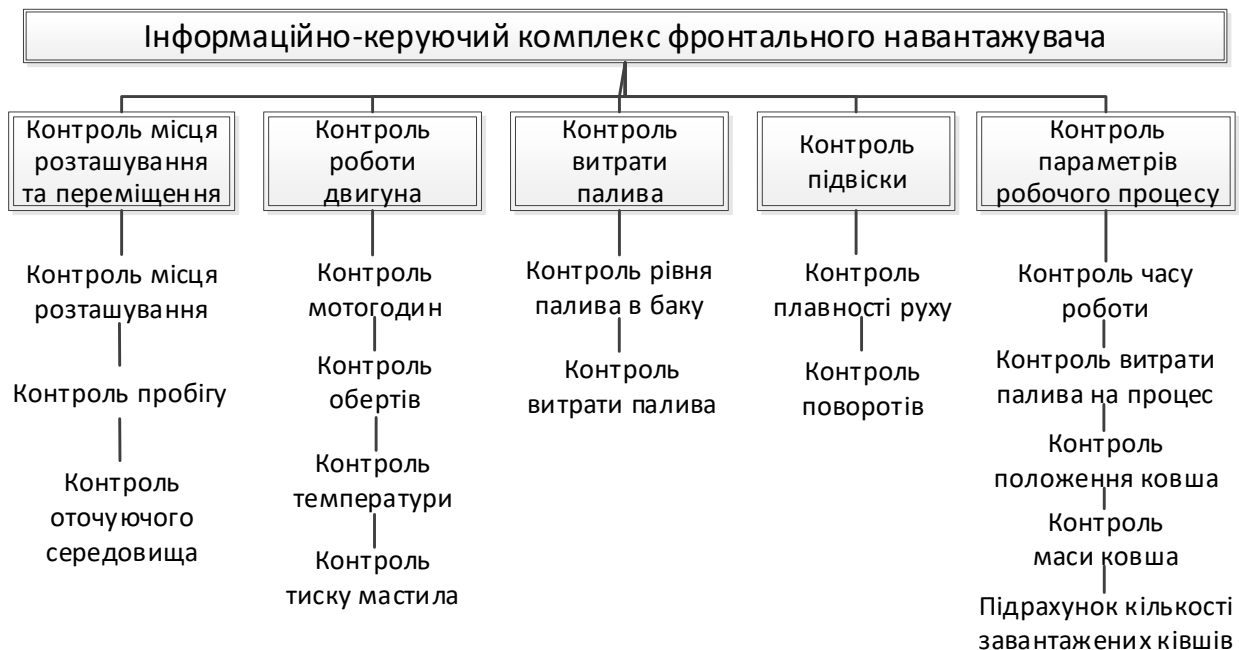 Інформаційно-керуючий комплекс фронтального навантажувача
Контроль місця
розташування
та переміщення
Контроль місця
розташування
Контроль пробігу
Контроль
оточуючого
середовища
Контроль
роботи
двигуна
Контроль
мотогодин
Контроль
обертів
Контроль
температури
Контроль
тиску мастила
Контроль
витрати
палива
Контроль рівня
палива в баку
Контроль
витрати палива
Контроль
підвіски
Контроль
плавності руху
Контроль
поворотів
Контроль
параметрів
робочого процесу
Контроль часу
роботи
Контроль витрати
палива на процес
Контроль
положення ковша
Контроль
маси ковша
Підрахунок кількості
завантажених ківшів